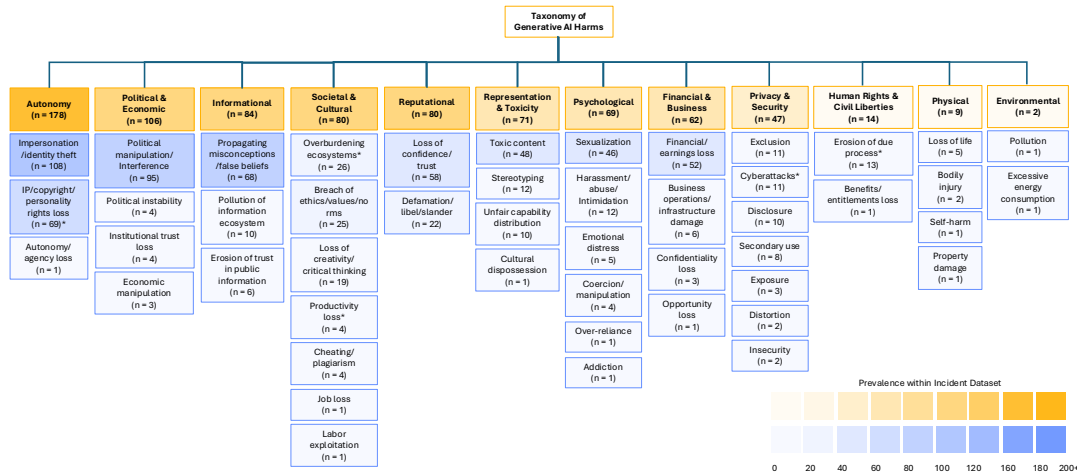 Taxonomy of
Generative AI Harms
Autonomy
(n = 178)
Impersonation
/identity theft
(n = 108)
IP/copyright/
personality
rights loss
(n = 69)*
Autonomy/
agency loss
(n = 1)
Political &
Economic
(n = 106)
Political
manipulation/
Interference
(n = 95)
Political instability
(n = 4)
Institutional trust
loss
(n = 4)
Economic
manipulation
(n = 3)
Informational
(n = 84)
Propagating
misconceptions
/false beliefs
(n = 68)
Pollution of
information
ecosystem
(n = 10)
Erosion of trust
in public
information
(n = 6)
Societal &
Cultural
(n = 80)
Overburdening
ecosystems*
(n = 26)
Breach of
ethics/values/no
rms
(n = 25)
Loss of
creativity/
critical thinking
(n = 19)
Productivity
loss*
(n = 4)
Cheating/
plagiarism
(n = 4)
Job loss
(n = 1)
Labor
exploitation
(n = 1)
Reputational
(n = 80)
Loss of
confidence/
trust
(n = 58)
Defamation/
libel/slander
(n = 22)
Representation
& Toxicity
(n = 71)
Toxic content
(n = 48)
Stereotyping
(n = 12)
Unfair capability
distribution
(n = 10)
Cultural
dispossession
(n = 1)
Psychological
(n = 69)
Sexualization
(n = 46)
Harassment/
abuse/
Intimidation
(n = 12)
Emotional
distress
(n = 5)
Coercion/
manipulation
(n = 4)
Over-reliance
(n = 1)
Addiction
(n = 1)
Financial &
Business
(n = 62)
Financial/
earnings loss
(n = 52)
Business
operations/
infrastructure
damage
(n = 6)
Confidentiality
loss
(n = 3)
Opportunity
loss
(n = 1)
Privacy &
Security
(n = 47)
Exclusion
(n = 11)
Cyberattacks*
(n = 11)
Disclosure
(n = 10)
Secondary use
(n = 8)
Exposure
(n = 3)
Distortion
(n = 2)
Insecurity
(n = 2)
Human Rights &
Civil Liberties
(n = 14)
Erosion of due
process*
(n = 13)
Benefits/
entitlements loss
(n = 1)
Physical
(n = 9)
Loss of life
(n = 5)
Bodily
injury
(n = 2)
Self-harm
(n = 1)
Property
damage
(n = 1)
Environmental
(n = 2)
Pollution
(n = 1)
Excessive
energy
consumption
(n = 1)
Prevalence within Incident Dataset
0 20 40 60 80 100 120 140 160 180 200+